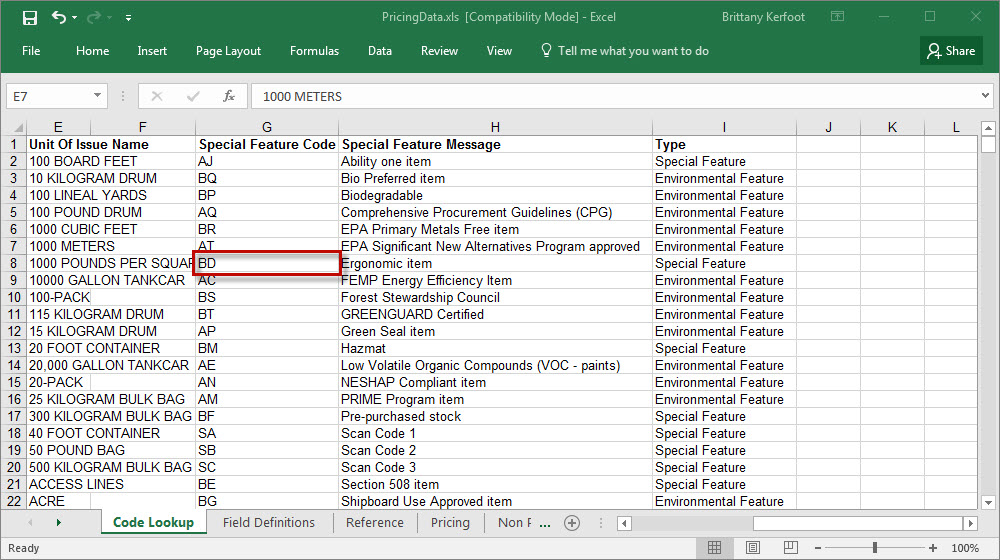 PricingData.xls [Compatibility Mode] - Excel Brittany Kerfoot
File Home Insert Page Layout Formulas Data Review View Tell me what you want to do Share
E7 fx 1000 METERS
E F G H I J K L
1 Unit Of Issue Name Special Feature Code Special Feature Message Type
2 100 BOARD FEET AJ Ability one item Special Feature
3 10 KILOGRAM DRUM BQ Bio Preferred item Environmental Feature
4 100 LINEAL YARDS BP Biodegradable Environmental Feature
5 100 POUND DRUM AQ Comprehensive Procurement Guidelines (CPG) Environmental Feature
6 1000 CUBIC FEET BR EPA Primary Metals Free item Environmental Feature
7 1000 METERS AT EPA Significant New Alternatives Program approved Environmental Feature
8 1000 POUNDS PER SQUAR BD Ergonomic item Special Feature
9 10000 GALLON TANKCAR AC FEMP Energy Efficiency Item Environmental Feature
10 100-PACK BS Forest Stewardship Council Environmental Feature
11 115 KILOGRAM DRUM BT GREENGUARD Certified Environmental Feature
12 15 KILOGRAM DRUM AP Green Seal item Environmental Feature
13 20 FOOT CONTAINER BM Hazmat Special Feature
14 20,000 GALLON TANKCAR AE Low Volatile Organic Compounds (VOC - paints) Environmental Feature
15 20-PACK AN NESHAP Compliant item Environmental Feature
16 25 KILOGRAM BULK BAG AM PRIME Program item Environmental Feature
17 300 KILOGRAM BULK BAG BF Pre-purchased stock Special Feature
18 40 FOOT CONTAINER SA Scan Code 1 Special Feature
19 50 POUND BAG SB Scan Code 2 Special Feature
20 500 KILOGRAM BULK BAG SC Scan Code 3 Special Feature
21 ACCESS LINES BE Section 508 item Special Feature
22 ACRE BG Shipboard Use Approved item Environmental Feature
Code Lookup Field Definitions Reference Pricing Non ...
Ready 100%